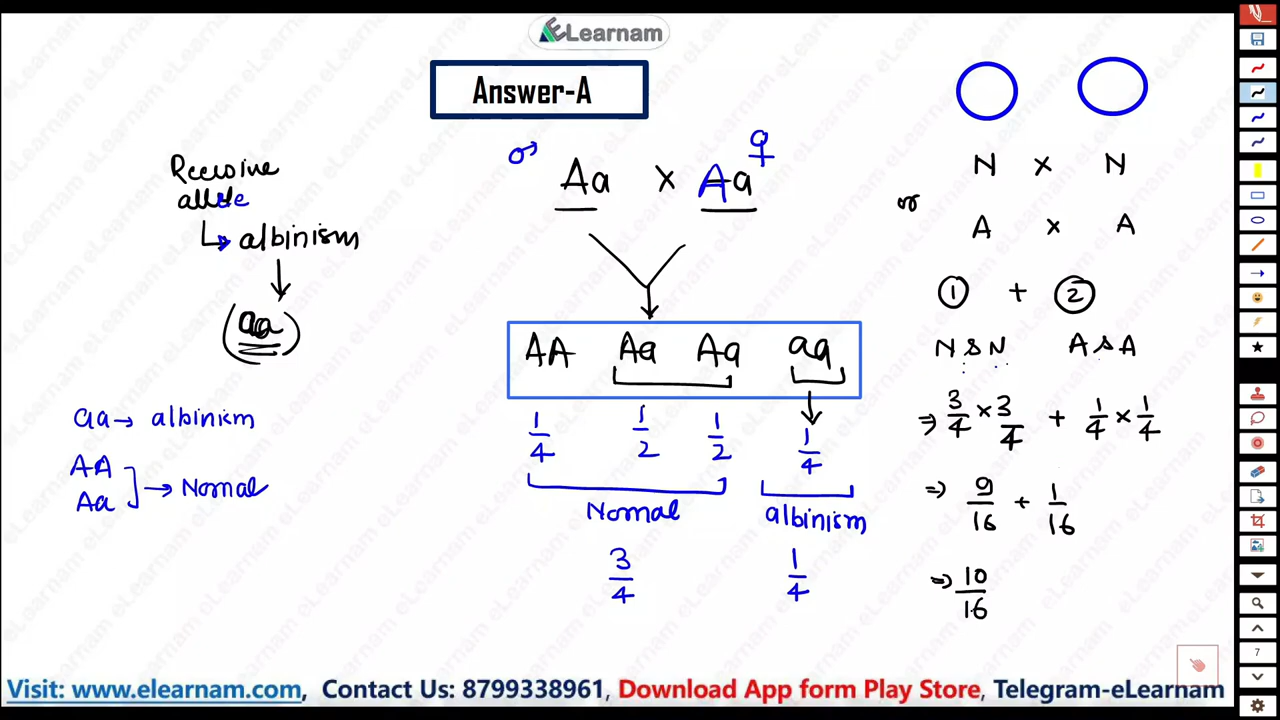 ELearnam
Answer-A
Recessive
allele
↳ albinism
(aa)
aa → albinism
AA
Aa
→ Normal
♂ Aa x Aa ♀
AA Aa Aa aa
1/4 1/2 1/2 1/4
Normal albinism
3/4 1/4
N x N
or
A x A
① + ②
N & N A & A
⇒ 3/4 x 3/4 + 1/4 x 1/4
⇒ 9/16 + 1/16
⇒ 10/16
7
Visit: www.elearnam.com, Contact Us: 8799338961, Download App form Play Store, Telegram-eLearnam